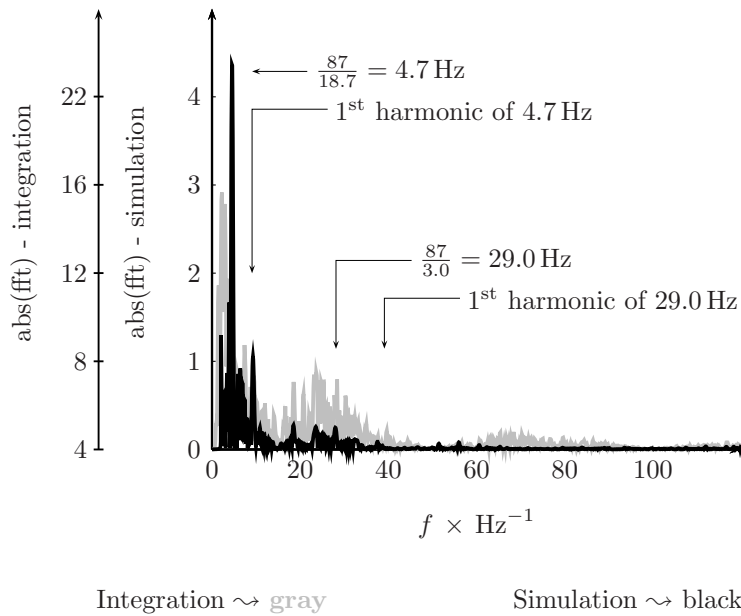 87/18.7 = 4.7 Hz
1st harmonic of 4.7 Hz
87/3.0 = 29.0 Hz
1st harmonic of 29.0 Hz
abs(fft) - integration
22
16
12
8
4
abs(fft) - simulation
4
3
2
1
0
0 20 40 60 80 100
f × Hz⁻¹
Integration ⤳ gray
Simulation ⤳ black